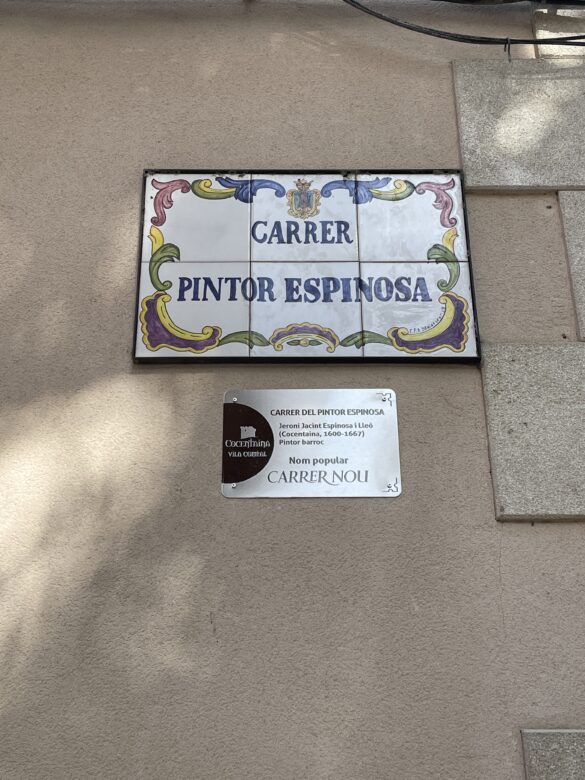 CARRER
PINTOR ESPINOSA
CARRER DEL PINTOR ESPINOSA
Jeroni Jacint Espinosa i Lleó
(Cocentaina, 1600-1667)
Pintor barroc
Nom popular
CARRER NOU
COCENTAINA
VILA COMTAL